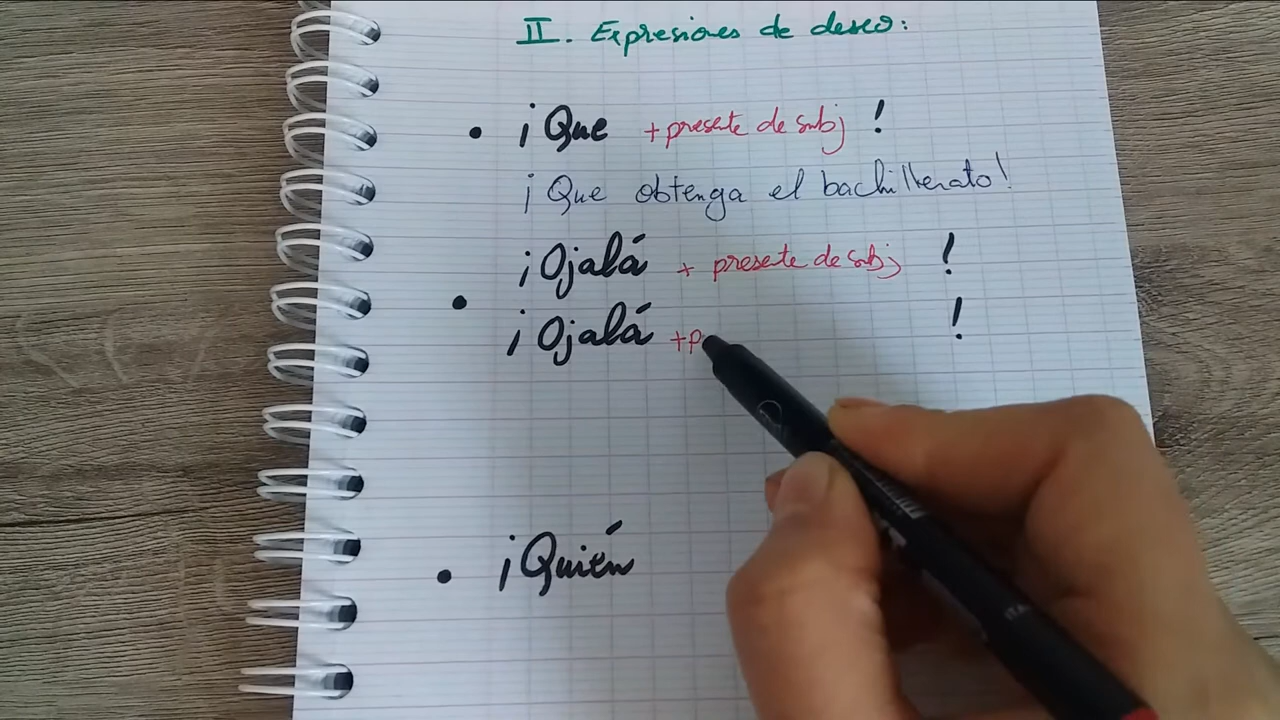 II. Expresiones de deseo:
• ¡Que + presente de subj !
¡Que obtenga el bachillerato!
¡Ojalá + presente de subj !
• ¡Ojalá + p !
• ¡Quién